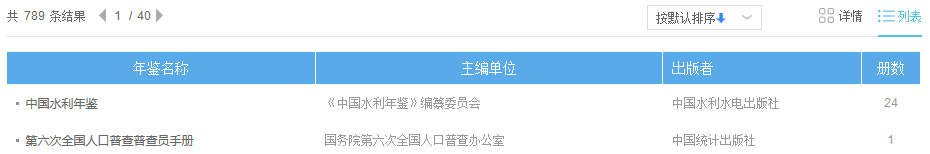 共 789 条结果 1 / 40 按默认排序 详情 列表
年鉴名称 主编单位 出版者 册数
中国水利年鉴 《中国水利年鉴》编纂委员会 中国水利水电出版社 24
第六次全国人口普查普查员手册 国务院第六次全国人口普查办公室 中国统计出版社 1